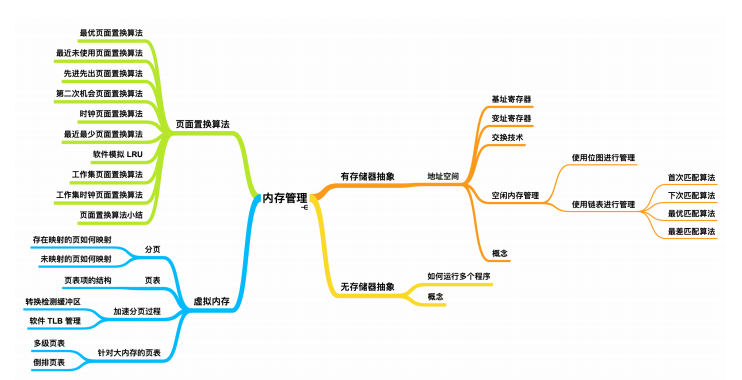 内存管理
页面置换算法
最优页面置换算法
最近未使用页面置换算法
先进先出页面置换算法
第二次机会页面置换算法
时钟页面置换算法
最近最少页面置换算法
软件模拟 LRU
工作集页面置换算法
工作集时钟页面置换算法
页面置换算法小结
虚拟内存
分页
存在映射的页如何映射
未映射的页如何映射
页表
页表项的结构
加速分页过程
转换检测缓冲区
软件 TLB 管理
针对大内存的页表
多级页表
倒排页表
有存储器抽象
地址空间
基址寄存器
变址寄存器
交换技术
空闲内存管理
使用位图进行管理
使用链表进行管理
首次匹配算法
下次匹配算法
最优匹配算法
最差匹配算法
概念
无存储器抽象
如何运行多个程序
概念